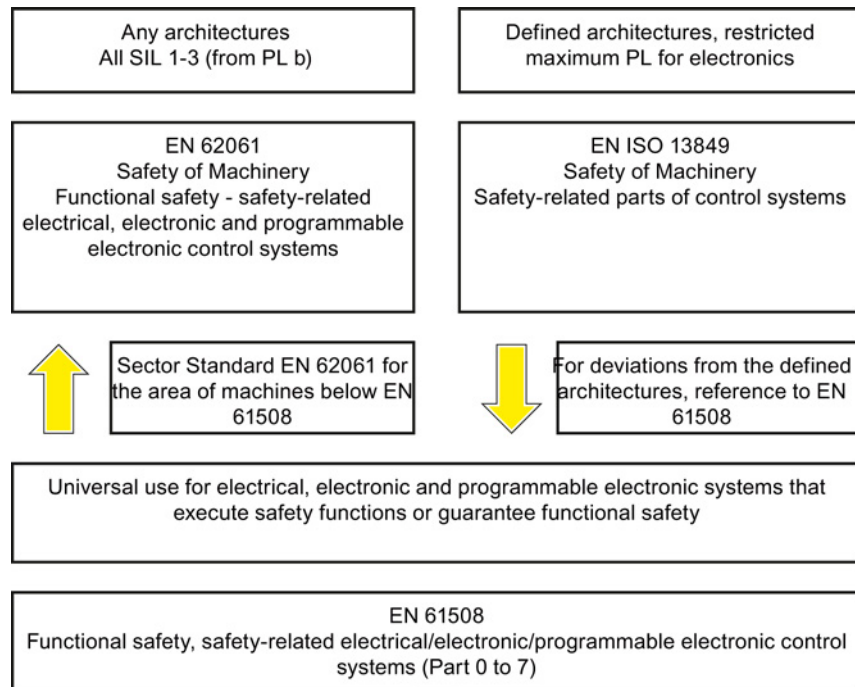 Any architectures
All SIL 1-3 (from PL b)
Defined architectures, restricted
maximum PL for electronics
EN 62061
Safety of Machinery
Functional safety - safety-related
electrical, electronic and programmable
electronic control systems
EN ISO 13849
Safety of Machinery
Safety-related parts of control systems
Sector Standard EN 62061 for
the area of machines below EN
61508
For deviations from the defined
architectures, reference to EN
61508
Universal use for electrical, electronic and programmable electronic systems that
execute safety functions or guarantee functional safety
EN 61508
Functional safety, safety-related electrical/electronic/programmable electronic control
systems (Part 0 to 7)